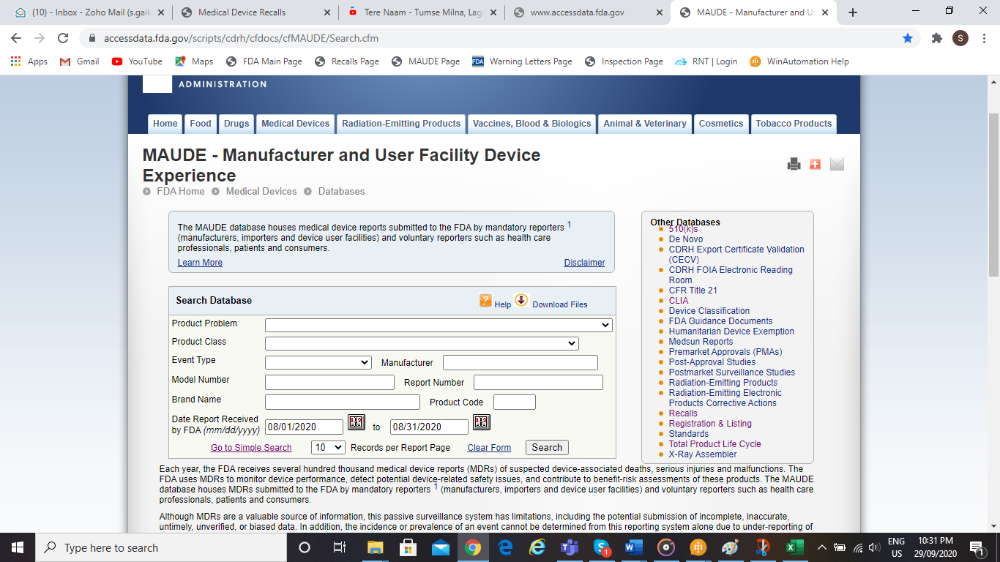 (10) - Inbox - Zoho Mail (s.gaik
Medical Device Recalls
Tere Naam - Tumse Milna, Laga
www.accessdata.fda.gov
MAUDE - Manufacturer and Us
accessdata.fda.gov/scripts/cdrh/cfdocs/cfMAUDE/Search.cfm
S
Apps Gmail YouTube Maps FDA Main Page Recalls Page MAUDE Page FDA Warning Letters Page Inspection Page RNT | Login WinAutomation Help
ADMINISTRATION
Home Food Drugs Medical Devices Radiation-Emitting Products Vaccines, Blood & Biologics Animal & Veterinary Cosmetics Tobacco Products
MAUDE - Manufacturer and User Facility Device
Experience
FDA Home Medical Devices Databases
The MAUDE database houses medical device reports submitted to the FDA by mandatory reporters 1
(manufacturers, importers and device user facilities) and voluntary reporters such as health care
professionals, patients and consumers.
Learn More Disclaimer
Search Database ? Help Download Files
Product Problem
Product Class
Event Type Manufacturer
Model Number Report Number
Brand Name Product Code
Date Report Received
by FDA (mm/dd/yyyy) 08/01/2020 to 08/31/2020
Go to Simple Search 10 Records per Report Page Clear Form Search
Other Databases
510(k)s
De Novo
CDRH Export Certificate Validation
(CECV)
CDRH FOIA Electronic Reading
Room
CFR Title 21
CLIA
Device Classification
FDA Guidance Documents
Humanitarian Device Exemption
Medsun Reports
Premarket Approvals (PMAs)
Post-Approval Studies
Postmarket Surveillance Studies
Radiation-Emitting Products
Radiation-Emitting Electronic
Products Corrective Actions
Recalls
Registration & Listing
Standards
Total Product Life Cycle
X-Ray Assembler
Each year, the FDA receives several hundred thousand medical device reports (MDRs) of suspected device-associated deaths, serious injuries and malfunctions. The
FDA uses MDRs to monitor device performance, detect potential device-related safety issues, and contribute to benefit-risk assessments of these products. The MAUDE
database houses MDRs submitted to the FDA by mandatory reporters 1 (manufacturers, importers and device user facilities) and voluntary reporters such as health care
professionals, patients and consumers.
Although MDRs are a valuable source of information, this passive surveillance system has limitations, including the potential submission of incomplete, inaccurate,
untimely, unverified, or biased data. In addition, the incidence or prevalence of an event cannot be determined from this reporting system alone due to under-reporting of
Type here to search
1
ENG
US
10:31 PM
29/09/2020
1